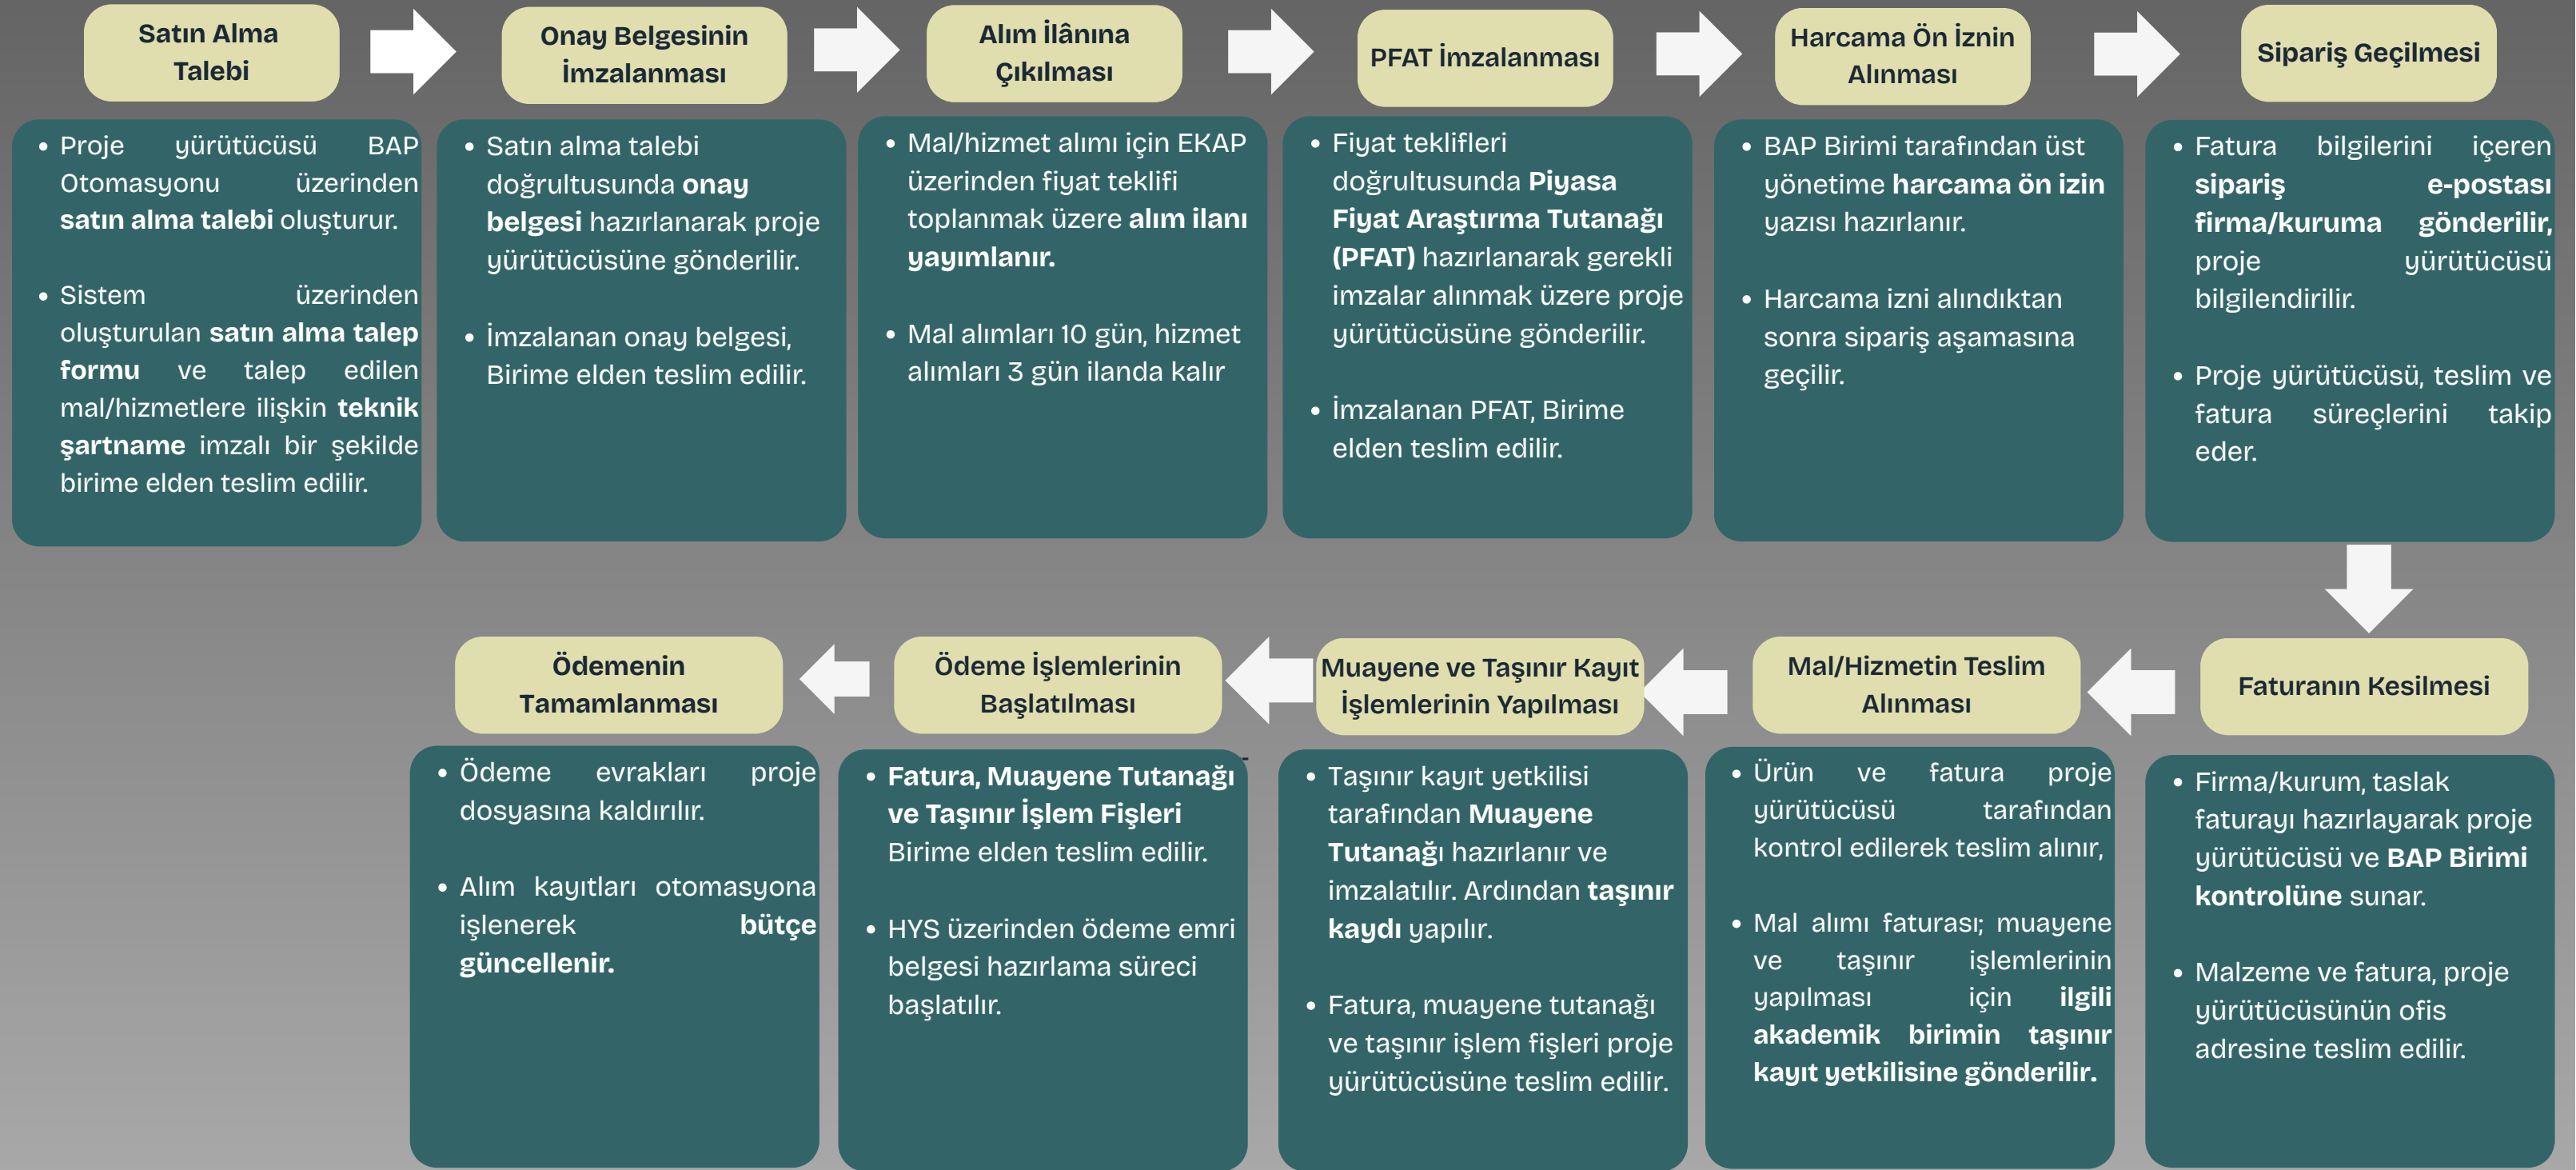 Satın Alma
Talebi
Proje yürütücüsü BAP
Otomasyonu üzerinden
satın alma talebi oluşturur.
Sistem üzerinden
oluşturulan satın alma talep
formu ve talep edilen
mal/hizmetlere ilişkin teknik
şartname imzalı bir şekilde
birime elden teslim edilir.
Onay Belgesinin
İmzalanması
Satın alma talebi
doğrultusunda onay
belgesi hazırlanarak proje
yürütücüsüne gönderilir.
İmzalanan onay belgesi,
Birime elden teslim edilir.
Alım İlânına
Çıkılması
Mal/hizmet alımı için EKAP
üzerinden fiyat teklifi
toplanmak üzere alım ilanı
yayımlanır.
Mal alımları 10 gün, hizmet
alımları 3 gün ilanda kalır
PFAT İmzalanması
Fiyat teklifleri
doğrultusunda Piyasa
Fiyat Araştırma Tutanağı
(PFAT) hazırlanarak gerekli
imzalar alınmak üzere proje
yürütücüsüne gönderilir.
İmzalanan PFAT, Birime
elden teslim edilir.
Harcama Ön İznin
Alınması
BAP Birimi tarafından üst
yönetime harcama ön izin
yazısı hazırlanır.
Harcama izni alındıktan
sonra sipariş aşamasına
geçilir.
Sipariş Geçilmesi
Fatura bilgilerini içeren
sipariş e-postası
firma/kuruma gönderilir,
proje yürütücüsü
bilgilendirilir.
Proje yürütücüsü, teslim ve
fatura süreçlerini takip
eder.
Faturanın Kesilmesi
Firma/kurum, taslak
faturayı hazırlayarak proje
yürütücüsü ve BAP Birimi
kontrolüne sunar.
Malzeme ve fatura, proje
yürütücüsünün ofis
adresine teslim edilir.
Mal/Hizmetin Teslim
Alınması
Ürün ve fatura proje
yürütücüsü tarafından
kontrol edilerek teslim alınır,
Mal alımı faturası; muayene
ve taşınır işlemlerinin
yapılması için ilgili
akademik birimin taşınır
kayıt yetkilisine gönderilir.
Muayene ve Taşınır Kayıt
İşlemlerinin Yapılması
Taşınır kayıt yetkilisi
tarafından Muayene
Tutanağı hazırlanır ve
imzalatılır. Ardından taşınır
kaydı yapılır.
Fatura, muayene tutanağı
ve taşınır işlem fişleri proje
yürütücüsüne teslim edilir.
Ödeme İşlemlerinin
Başlatılması
Fatura, Muayene Tutanağı
ve Taşınır İşlem Fişleri
Birime elden teslim edilir.
HYS üzerinden ödeme emri
belgesi hazırlama süreci
başlatılır.
Ödemenin
Tamamlanması
Ödeme evrakları proje
dosyasına kaldırılır.
Alım kayıtları otomasyona
işlenerek bütçe
güncellenir.